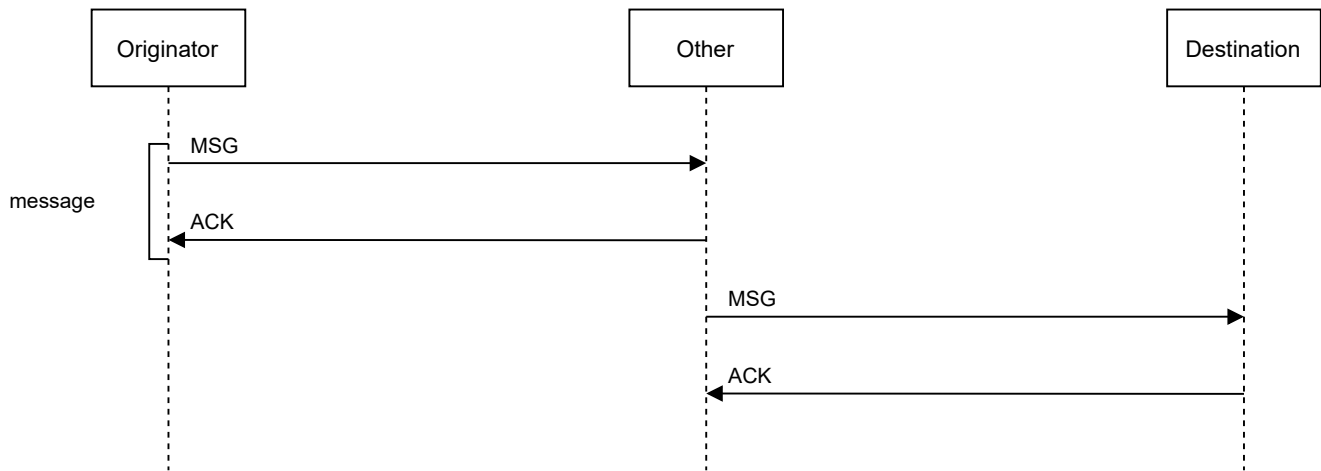 Originator
Other
Destination
MSG
message
ACK
MSG
ACK